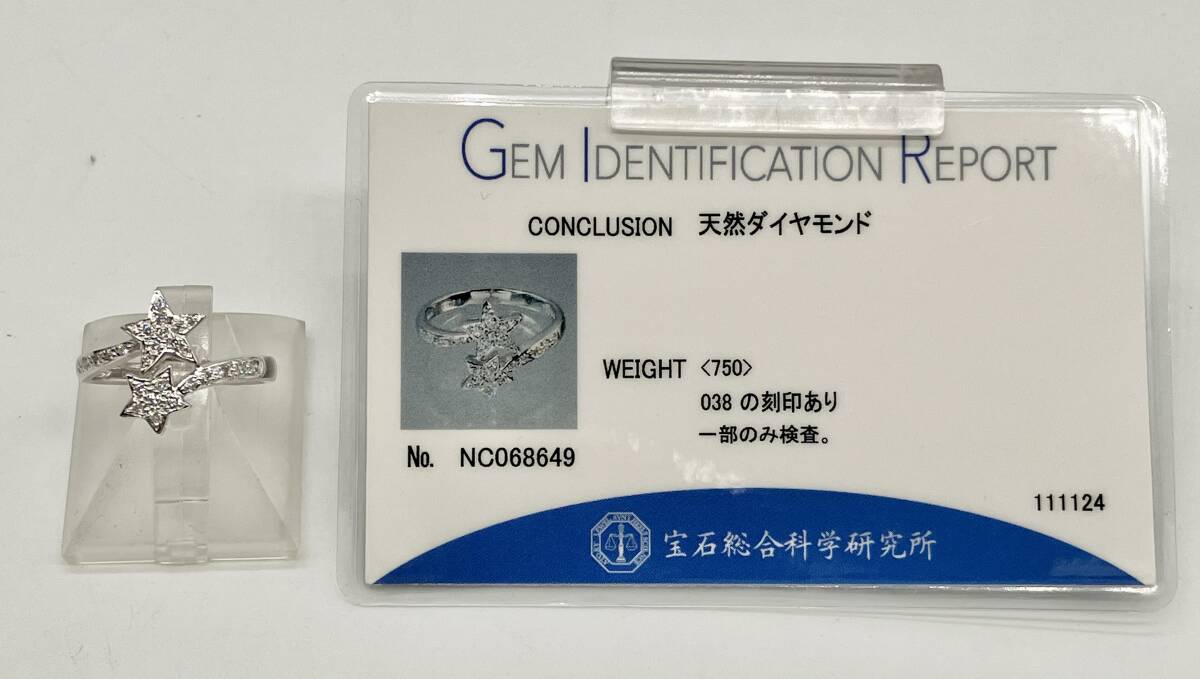 GEM IDENTIFICATION REPORT
CONCLUSION 天然ダイヤモンド
WEIGHT <750>
038 の刻印あり
一部のみ検査。
No. NC068649
111124
宝石総合科学研究所